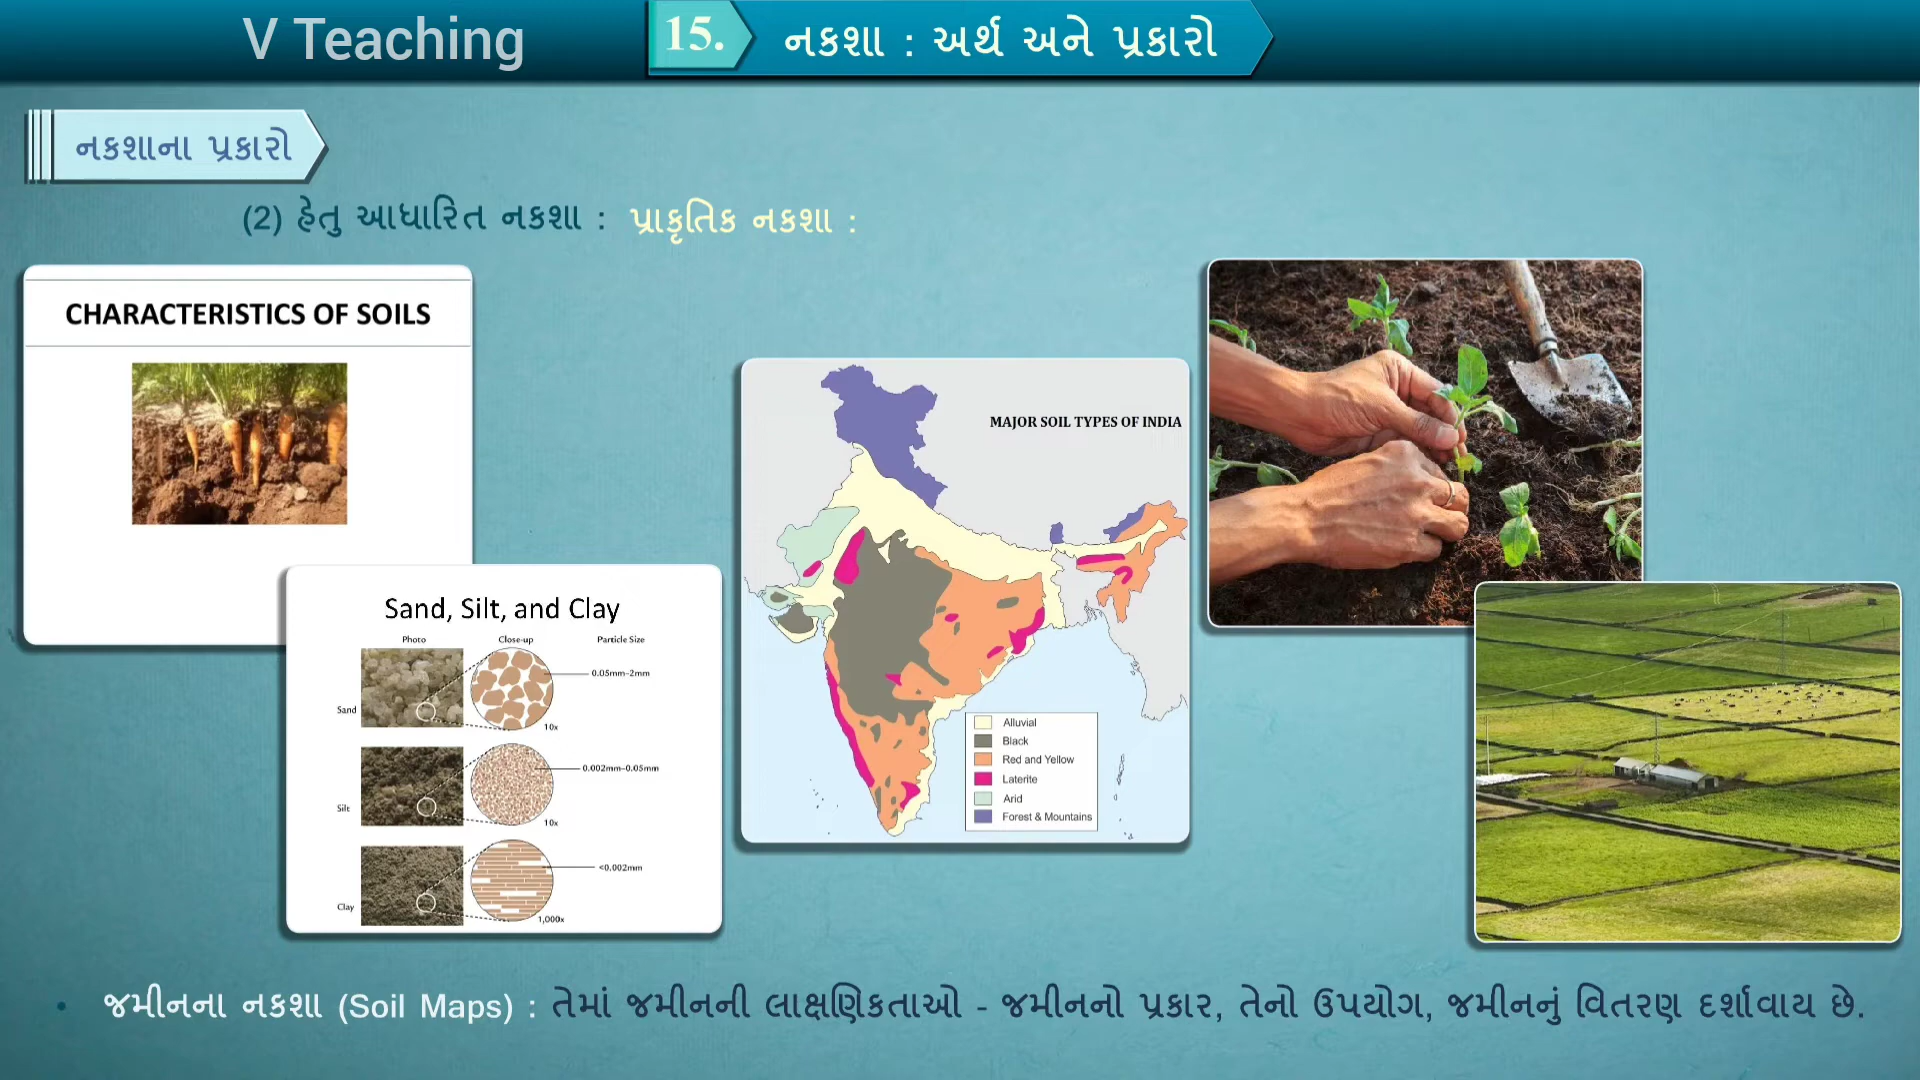 V Teaching
15.
નકશા : અર્થ અને પ્રકારો
નકશાના પ્રકારો
(2) હેતુ આધારિત નકશા : પ્રાકૃતિક નકશા :
CHARACTERISTICS OF SOILS
Sand, Silt, and Clay
Photo Close-up Particle Size
Sand
0.05mm-2mm
10x
Silt
0.002mm-0.05mm
10x
Clay
<0.002mm
1,000x
MAJOR SOIL TYPES OF INDIA
Alluvial
Black
Red and Yellow
Laterite
Arid
Forest & Mountains
• જમીનના નકશા (Soil Maps) : તેમાં જમીનની લાક્ષણિકતાઓ - જમીનનો પ્રકાર, તેનો ઉપયોગ, જમીનનું વિતરણ દર્શાવાય છે.